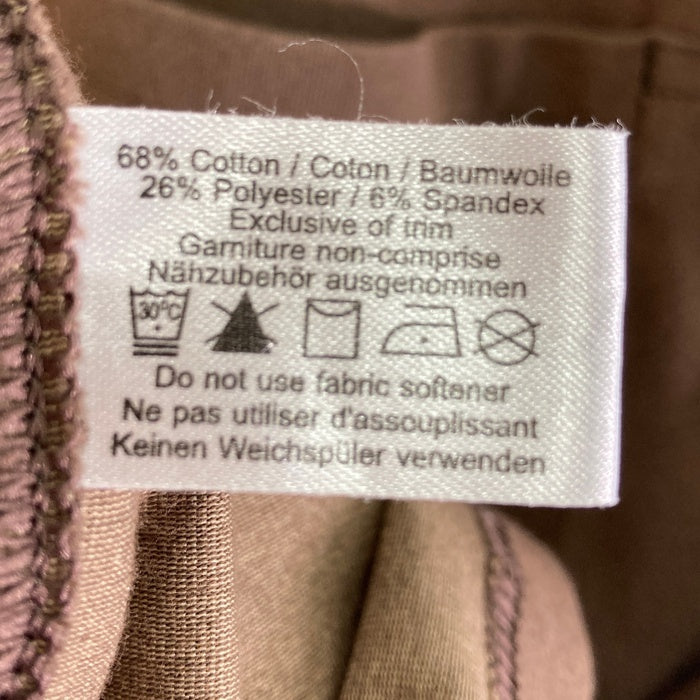 68% Cotton / Coton / Baumwolle
26% Polyester / 6% Spandex
Exclusive of trim
Garniture non-comprise
Nähzubehör ausgenommen
30°C
Do not use fabric softener
Ne pas utiliser d'assouplissant
Keinen Weichspüler verwenden